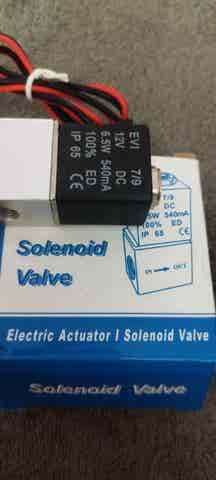 EVI 7/9
12V DC
6.5W 540mA
100% ED
IP 65 CE
7/9
DC
.5W 540mA
100% ED
IP 65 CE
IN → OUT
Solenoid
Valve
Electric Actuator I Solenoid Valve
Solenoid Valve